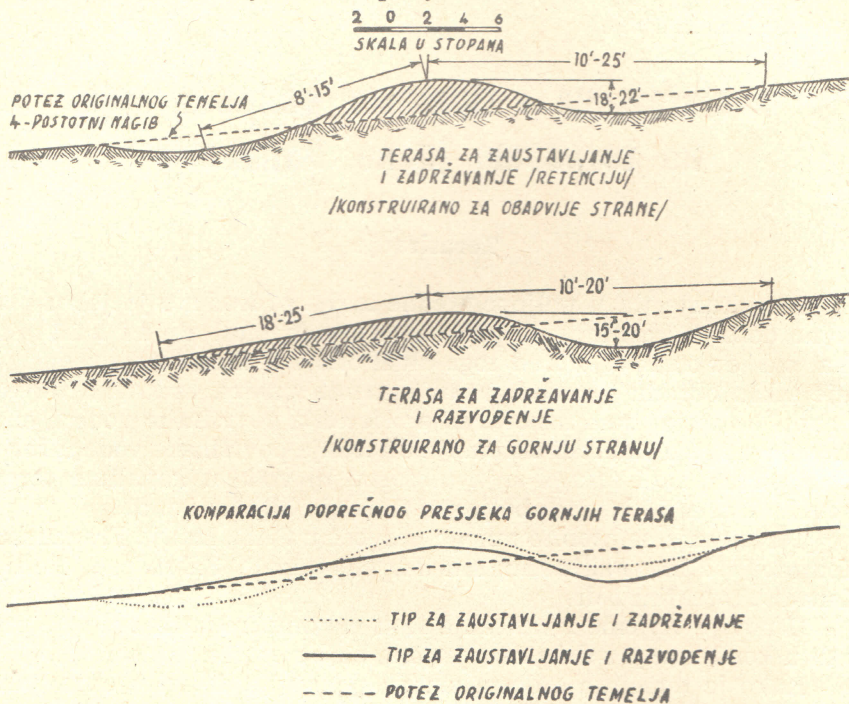 2 0 2 4 6
SKALA U STOPAMA
10'-25'
8'-15'
18'-22'
POTEZ ORIGINALNOG TEMELJA
4-POSTOTNI NAGIB
TERASA ZA ZAUSTAVLJANJE
I ZADRŽAVANJE /RETENCIJU/
/KONSTRUIRANO ZA OBADVIJE STRANE/
10'-20'
18'-25'
15'-20'
TERASA ZA ZADRŽAVANJE
I RAZVOĐENJE
/KONSTRUIRANO ZA GORNJU STRANU/
KOMPARACIJA POPREČNOG PRESJEKA GORNJIH TERASA
TIP ZA ZAUSTAVLJANJE I ZADRŽAVANJE
TIP ZA ZAUSTAVLJANJE I RAZVOĐENJE
POTEZ ORIGINALNOG TEMELJA